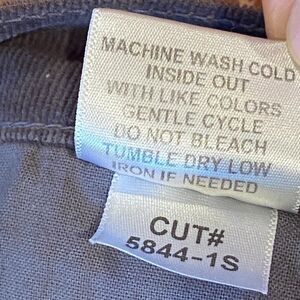 MACHINE WASH COLD
INSIDE OUT
WITH LIKE COLORS
GENTLE CYCLE
DO NOT BLEACH
TUMBLE DRY LOW
IRON IF NEEDED
CUT#
5844-1S